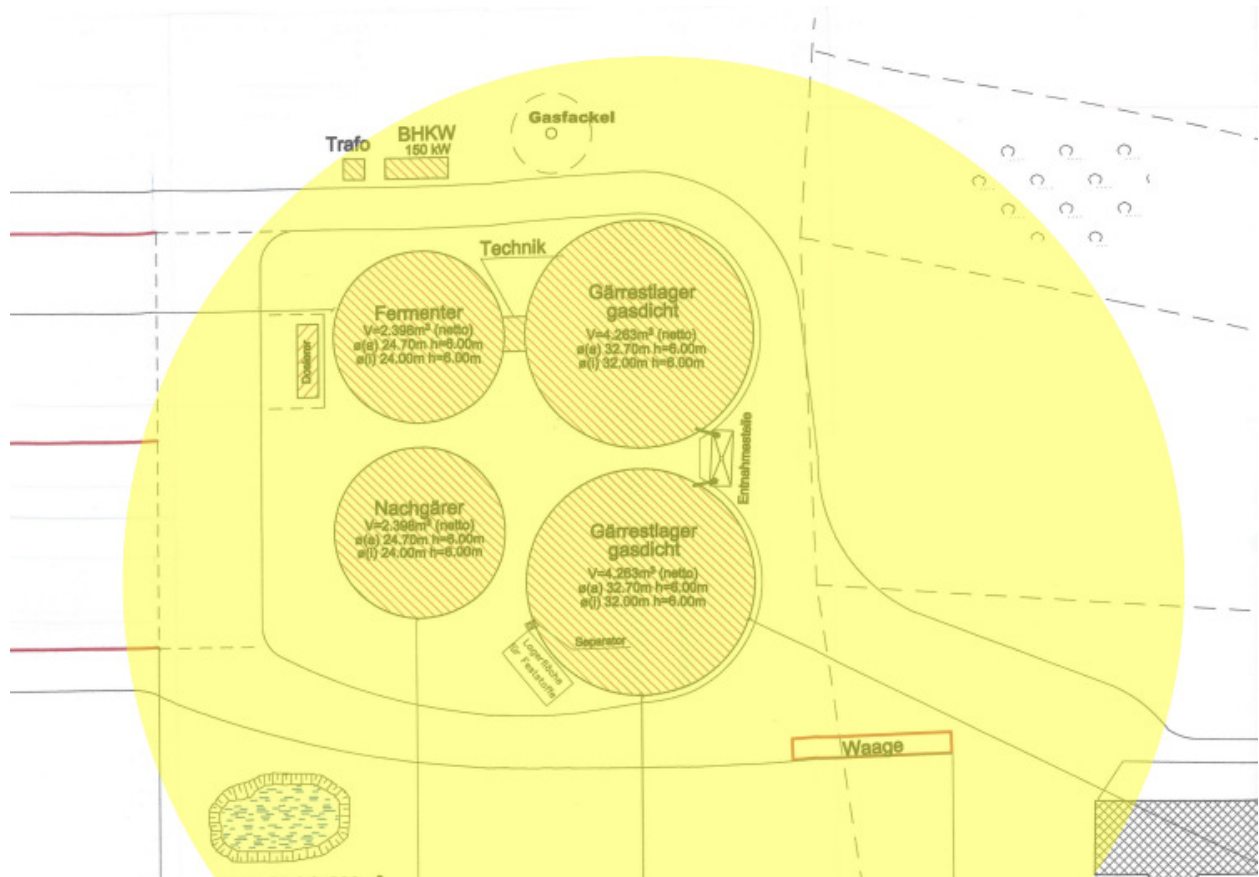 Gasfackel
Trafo
BHKW
150 kW
Technik
Fermenter
V=2.398m³ (netto)
ø(a) 24.70m h=6.00m
ø(i) 24.00m h=6.00m
Gärrestlager
gasdicht
V=4.263m³ (netto)
ø(a) 32.70m h=6.00m
ø(i) 32.00m h=6.00m
Dosierer
Entnahmestelle
Nachgärer
V=2.398m³ (netto)
ø(a) 24.70m h=6.00m
ø(i) 24.00m h=6.00m
Gärrestlager
gasdicht
V=4.263m³ (netto)
ø(a) 32.70m h=6.00m
ø(i) 32.00m h=6.00m
Separator
Lagerfläche
für Feststoffe
Waage